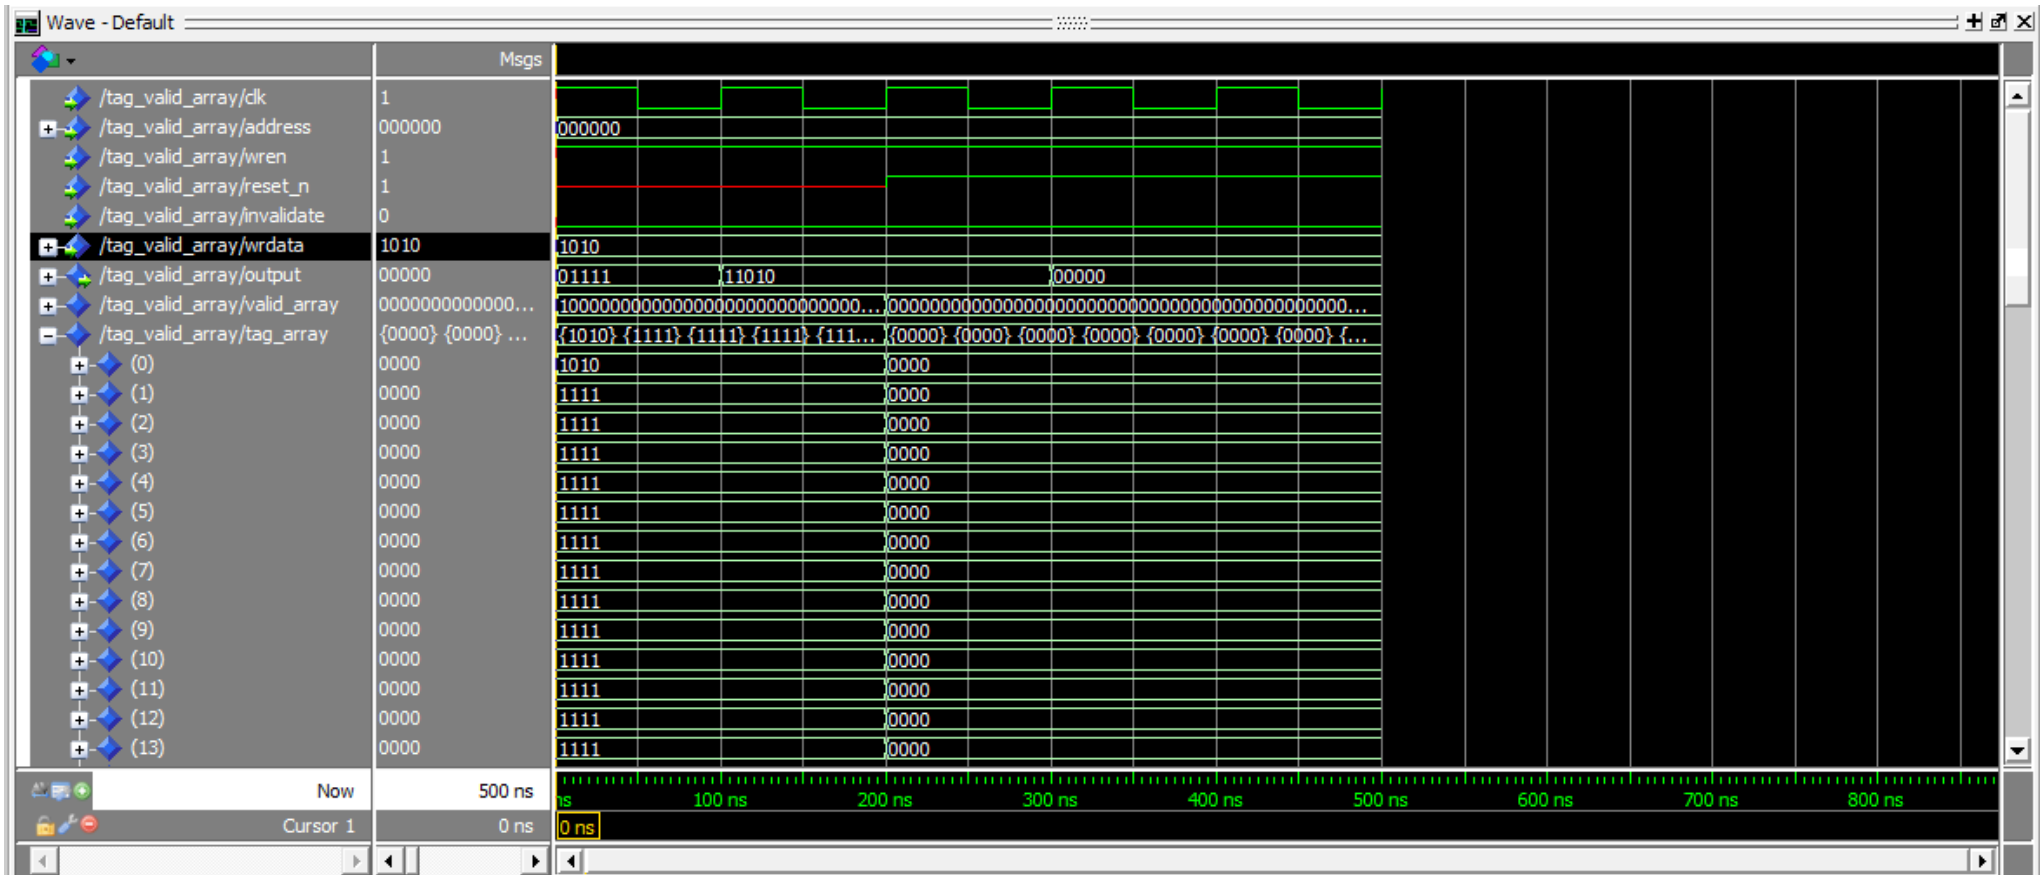 Wave - Default
Msgs
/tag_valid_array/clk 1
/tag_valid_array/address 000000 000000
/tag_valid_array/wren 1
/tag_valid_array/reset_n 1
/tag_valid_array/invalidate 0
/tag_valid_array/wrdata 1010 1010
/tag_valid_array/output 00000 01111 11010 00000
/tag_valid_array/valid_array 0000000000000... 10000000000000000000000000000... 00000000000000000000000000000000000000000000...
/tag_valid_array/tag_array {0000} {0000} ... {1010} {1111} {1111} {1111} {111... {0000} {0000} {0000} {0000} {0000} {0000} {0000} {...
(0) 0000 1010 0000
(1) 0000 1111 0000
(2) 0000 1111 0000
(3) 0000 1111 0000
(4) 0000 1111 0000
(5) 0000 1111 0000
(6) 0000 1111 0000
(7) 0000 1111 0000
(8) 0000 1111 0000
(9) 0000 1111 0000
(10) 0000 1111 0000
(11) 0000 1111 0000
(12) 0000 1111 0000
(13) 0000 1111 0000
Now 500 ns ns 100 ns 200 ns 300 ns 400 ns 500 ns 600 ns 700 ns 800 ns
Cursor 1 0 ns 0 ns